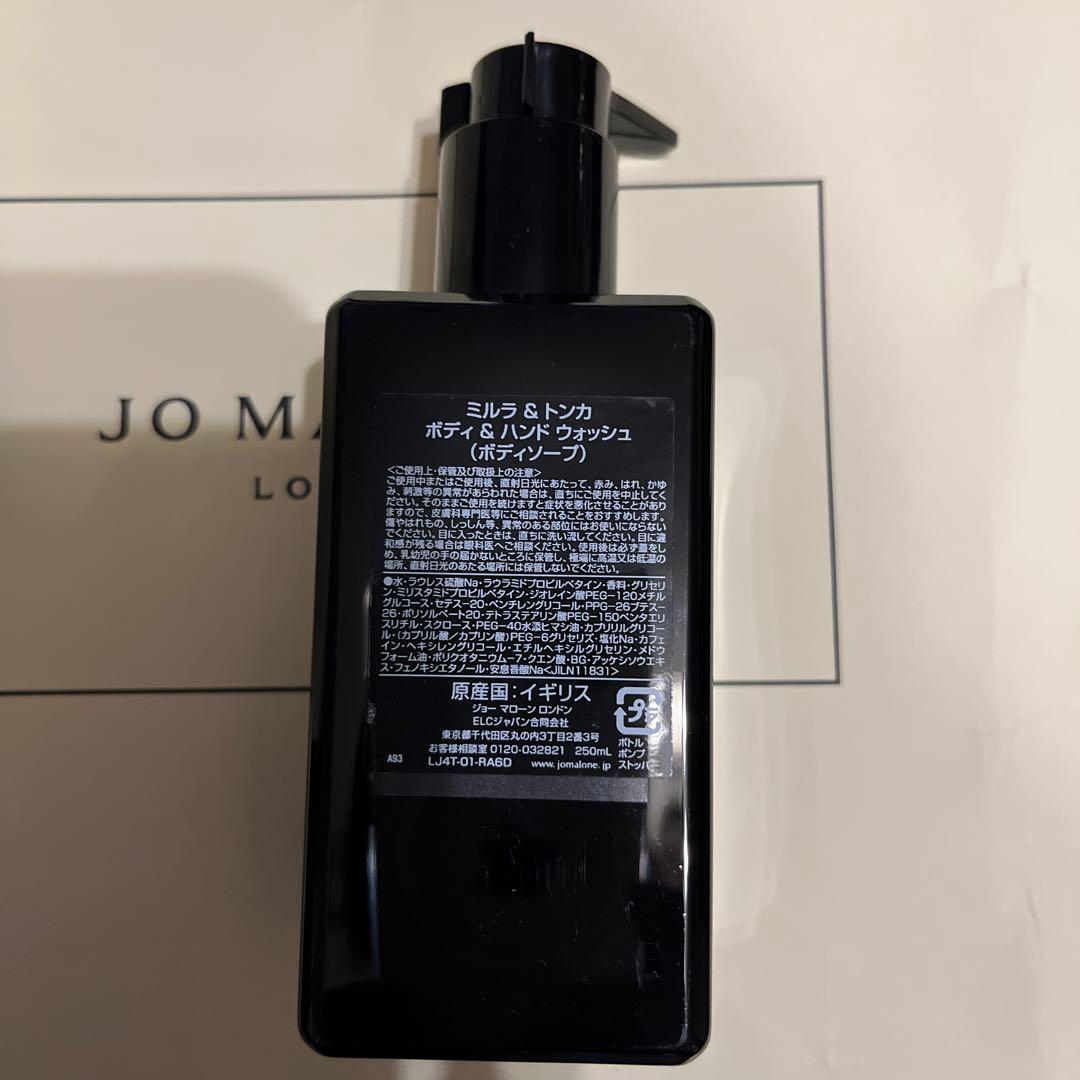 JO MA
LO
ミルラ & トンカ
ボディ & ハンド ウォッシュ
(ボディソープ)
<ご使用上・保管及び取扱上の注意>
ご使用中またはご使用後、直射日光にあたって、赤み、はれ、かゆ
み、刺激等の異常があらわれた場合は、直ちにご使用を中止してく
ださい。そのままご使用を続けますと症状を悪化させることがあり
ますので、皮膚科専門医等にご相談されることをおすすめします。
傷やはれもの、しっしん等、異常のある部位にはお使いにならない
でください。目に入ったときは、直ちに洗い流してください。目に違
和感が残る場合は眼科医へご相談ください。使用後は必ず蓋をし
め、乳幼児の手の届かないところに保管し、極端に高温又は低温の
場所、直射日光のあたる場所には保管しないでください。
●水・ラウレス硫酸Na・ラウラミドプロピルベタイン・香料・グリセリ
ン・ミリスタミドプロピルベタイン・ジオレイン酸PEG-120メチル
グルコース・セテス-20・ペンチレングリコール・PPG-26ブテス-
26・ポリソルベート20・テトラステアリン酸PEG-150ペンタエリ
スリチル・スクロース・PEG-40水添ヒマシ油・カプリリルグリコー
ル・(カプリル酸/カプリン酸)PEG-6グリセリズ・塩化Na・カフェ
イン・ヘキシレングリコール・エチルヘキシルグリセリン・メドウ
フォーム油・ポリクオタニウム-7・クエン酸・BG・アッケシソウエキ
ス・フェノキシエタノール・安息香酸Na<JILN11831>
原産国:イギリス
ジョー マローン ロンドン
ELCジャパン合同会社
東京都千代田区丸の内3丁目2番3号
お客様相談室 0120-032821 250mL
A93 LJ4T-01-RA6D www.jomalone.jp
プラ
ボトル
ポンプ
ストッパー